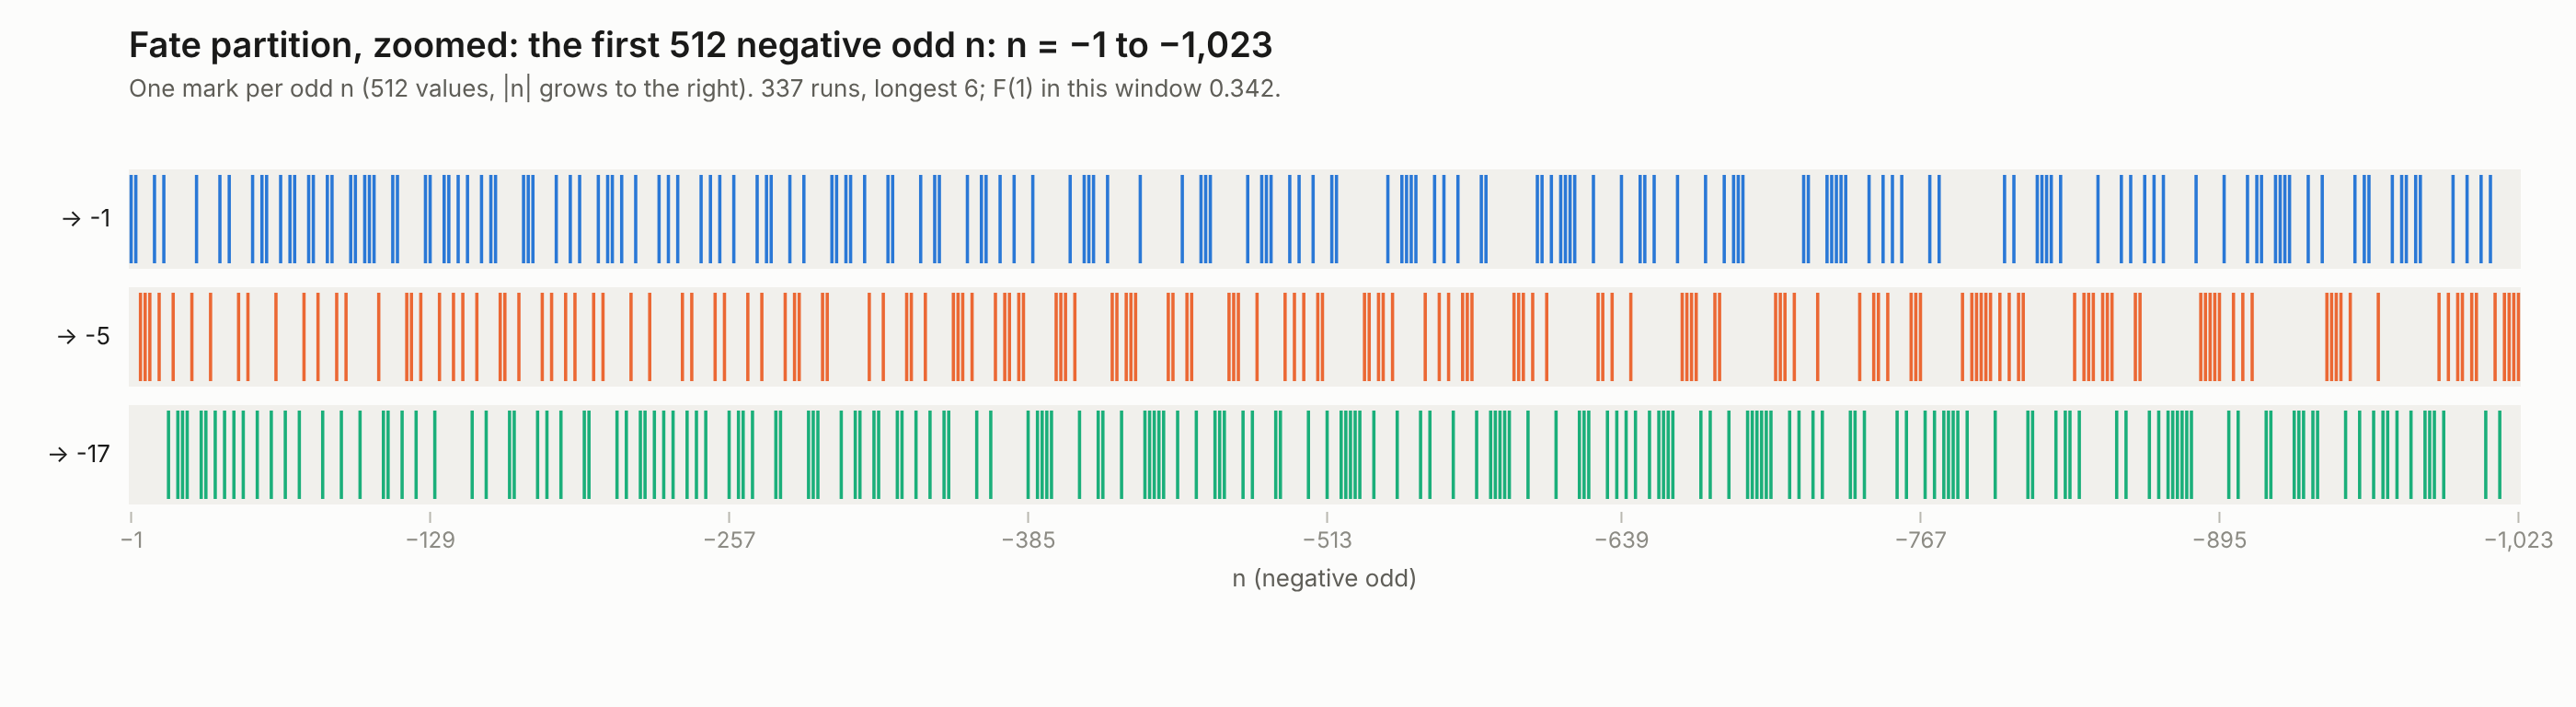 Fate partition, zoomed: the first 512 negative odd n: n = −1 to −1,023
One mark per odd n (512 values, |n| grows to the right). 337 runs, longest 6; F(1) in this window 0.342.
→ -1
→ -5
→ -17
−1 −129 −257 −385 −513 −639 −767 −895 −1,023
n (negative odd)